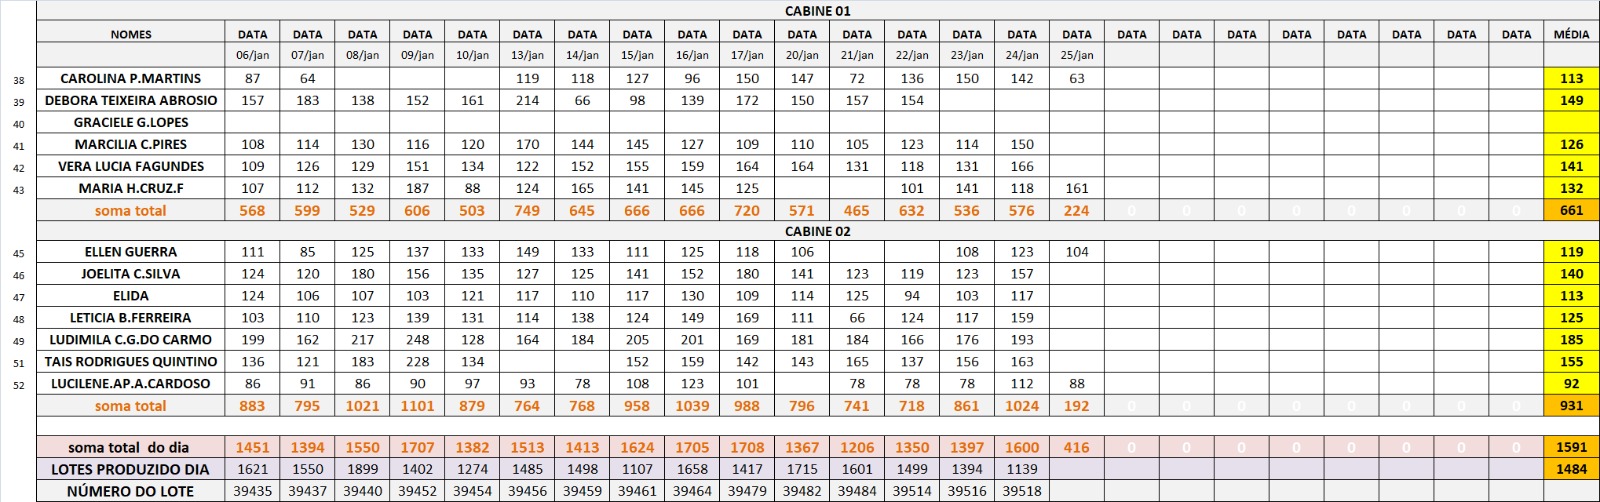 CABINE 01
NOMES DATA DATA DATA DATA DATA DATA DATA DATA DATA DATA DATA DATA DATA DATA DATA DATA DATA DATA DATA DATA DATA DATA DATA DATA MÉDIA
06/jan 07/jan 08/jan 09/jan 10/jan 13/jan 14/jan 15/jan 16/jan 17/jan 20/jan 21/jan 22/jan 23/jan 24/jan 25/jan
38 CAROLINA P.MARTINS 87 64 119 118 127 96 150 147 72 136 150 142 63 113
39 DEBORA TEIXEIRA ABROSIO 157 183 138 152 161 214 66 98 139 172 150 157 154 149
40 GRACIELE G.LOPES
41 MARCILIA C.PIRES 108 114 130 116 120 170 144 145 127 109 110 105 123 114 150 126
42 VERA LUCIA FAGUNDES 109 126 129 151 134 122 152 155 159 164 164 131 118 131 166 141
43 MARIA H.CRUZ.F 107 112 132 187 88 124 165 141 145 125 101 141 118 161 132
soma total 568 599 529 606 503 749 645 666 666 720 571 465 632 536 576 224 0 0 0 0 0 0 0 0 661
CABINE 02
45 ELLEN GUERRA 111 85 125 137 133 149 133 111 125 118 106 108 123 104 119
46 JOELITA C.SILVA 124 120 180 156 135 127 125 141 152 180 141 123 119 123 157 140
47 ELIDA 124 106 107 103 121 117 110 117 130 109 114 125 94 103 117 113
48 LETICIA B.FERREIRA 103 110 123 139 131 114 138 124 149 169 111 66 124 117 159 125
49 LUDIMILA C.G.DO CARMO 199 162 217 248 128 164 184 205 201 169 181 184 166 176 193 185
51 TAIS RODRIGUES QUINTINO 136 121 183 228 134 152 159 142 143 165 137 156 163 155
52 LUCILENE.AP.A.CARDOSO 86 91 86 90 97 93 78 108 123 101 78 78 78 112 88 92
soma total 883 795 1021 1101 879 764 768 958 1039 988 796 741 718 861 1024 192 0 0 0 0 0 0 0 0 931
soma total do dia 1451 1394 1550 1707 1382 1513 1413 1624 1705 1708 1367 1206 1350 1397 1600 416 0 0 0 0 0 0 0 0 1591
LOTES PRODUZIDO DIA 1621 1550 1899 1402 1274 1485 1498 1107 1658 1417 1715 1601 1499 1394 1139 1484
NÚMERO DO LOTE 39435 39437 39440 39452 39454 39456 39459 39461 39464 39479 39482 39484 39514 39516 39518